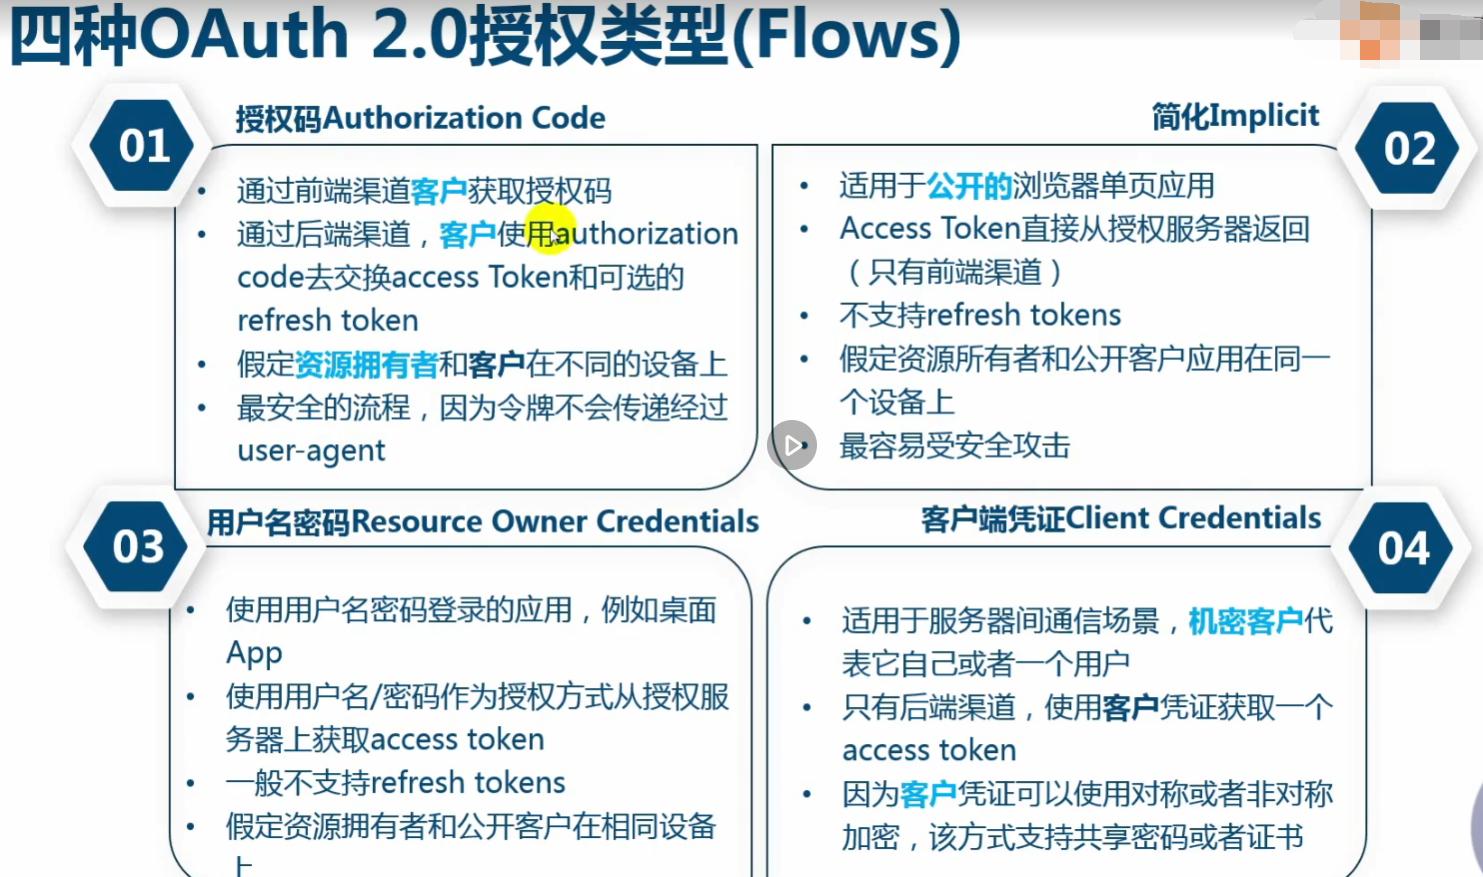 四种OAuth 2.0授权类型(Flows)
01
授权码Authorization Code
• 通过前端渠道客户获取授权码
• 通过后端渠道，客户使用authorization
code去交换access Token和可选的
refresh token
• 假定资源拥有者和客户在不同的设备上
• 最安全的流程，因为令牌不会传递经过
user-agent
简化Implicit
02
• 适用于公开的浏览器单页应用
• Access Token直接从授权服务器返回
（只有前端渠道）
• 不支持refresh tokens
• 假定资源所有者和公开客户应用在同一
个设备上
• 最容易受安全攻击
03
用户名密码Resource Owner Credentials
• 使用用户名密码登录的应用，例如桌面
App
• 使用用户名/密码作为授权方式从授权服
务器上获取access token
• 一般不支持refresh tokens
• 假定资源拥有者和公开客户在相同设备
上
客户端凭证Client Credentials
04
• 适用于服务器间通信场景，机密客户代
表它自己或者一个用户
• 只有后端渠道，使用客户凭证获取一个
access token
• 因为客户凭证可以使用对称或者非对称
加密，该方式支持共享密码或者证书